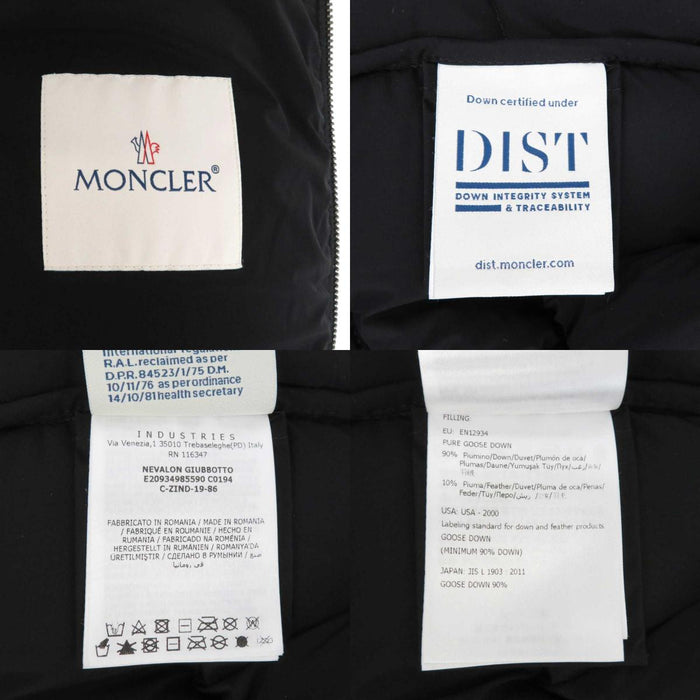 MONCLER®
Down certified under
DIST
DOWN INTEGRITY SYSTEM
& TRACEABILITY
dist.moncler.com
International regulation
R.A.L. reclaimed as per
D.P.R. 84523/1/75 D.M.
10/11/76 as per ordinance
14/10/81 health secretary
INDUSTRIES
Via Venezia,1 35010 Trebaseleghe(PD) Italy
RN 116347
NEVALON GIUBBOTTO
E20934985590 C0194
C-ZIND-19-86
FABBRICATO IN ROMANIA / MADE IN ROMANIA
/ FABRIQUÉ EN ROUMANIE / HECHO EN
RUMANIA / FABRICADO NA ROMÉNIA /
HERGESTELLT IN RUMÄNIEN / ROMANYA'DA
ÜRETILMIŞTIR / СДЕЛАНО В РУМЫНИИ / صنع
في رومانيا
FILLING:
EU: EN12934
PURE GOOSE DOWN
90% Piumino/Down/Duvet/Plumón de oca/
Plumas/Daune/Yumuşak Tüy/Пух/زغب/
10% Piuma/Feather/Duvet/Pluma de oca/Penas/
Feder/Tüy/Перо/ريش/
USA: USA - 2000
Labeling standard for down and feather products
GOOSE DOWN
(MINIMUM 90% DOWN)
JAPAN: JIS L 1903 : 2011
GOOSE DOWN 90%